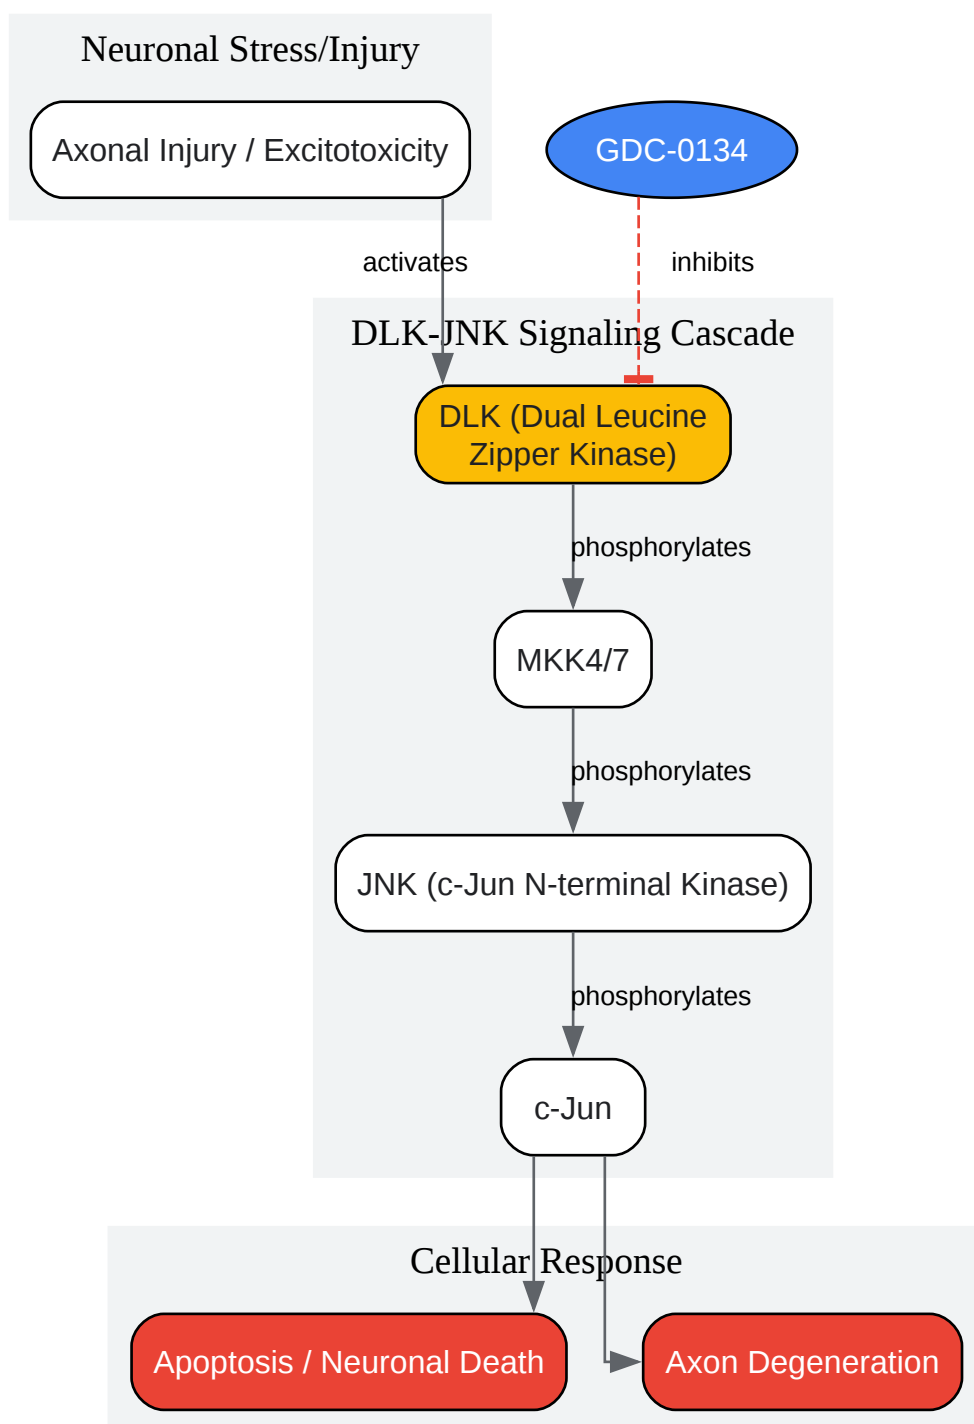 Neuronal Stress/Injury
Axonal Injury / Excitotoxicity
GDC-0134
activates
inhibits
DLK-JNK Signaling Cascade
DLK (Dual Leucine
Zipper Kinase)
phosphorylates
MKK4/7
phosphorylates
JNK (c-Jun N-terminal Kinase)
phosphorylates
c-Jun
Cellular Response
Apoptosis / Neuronal Death
Axon Degeneration